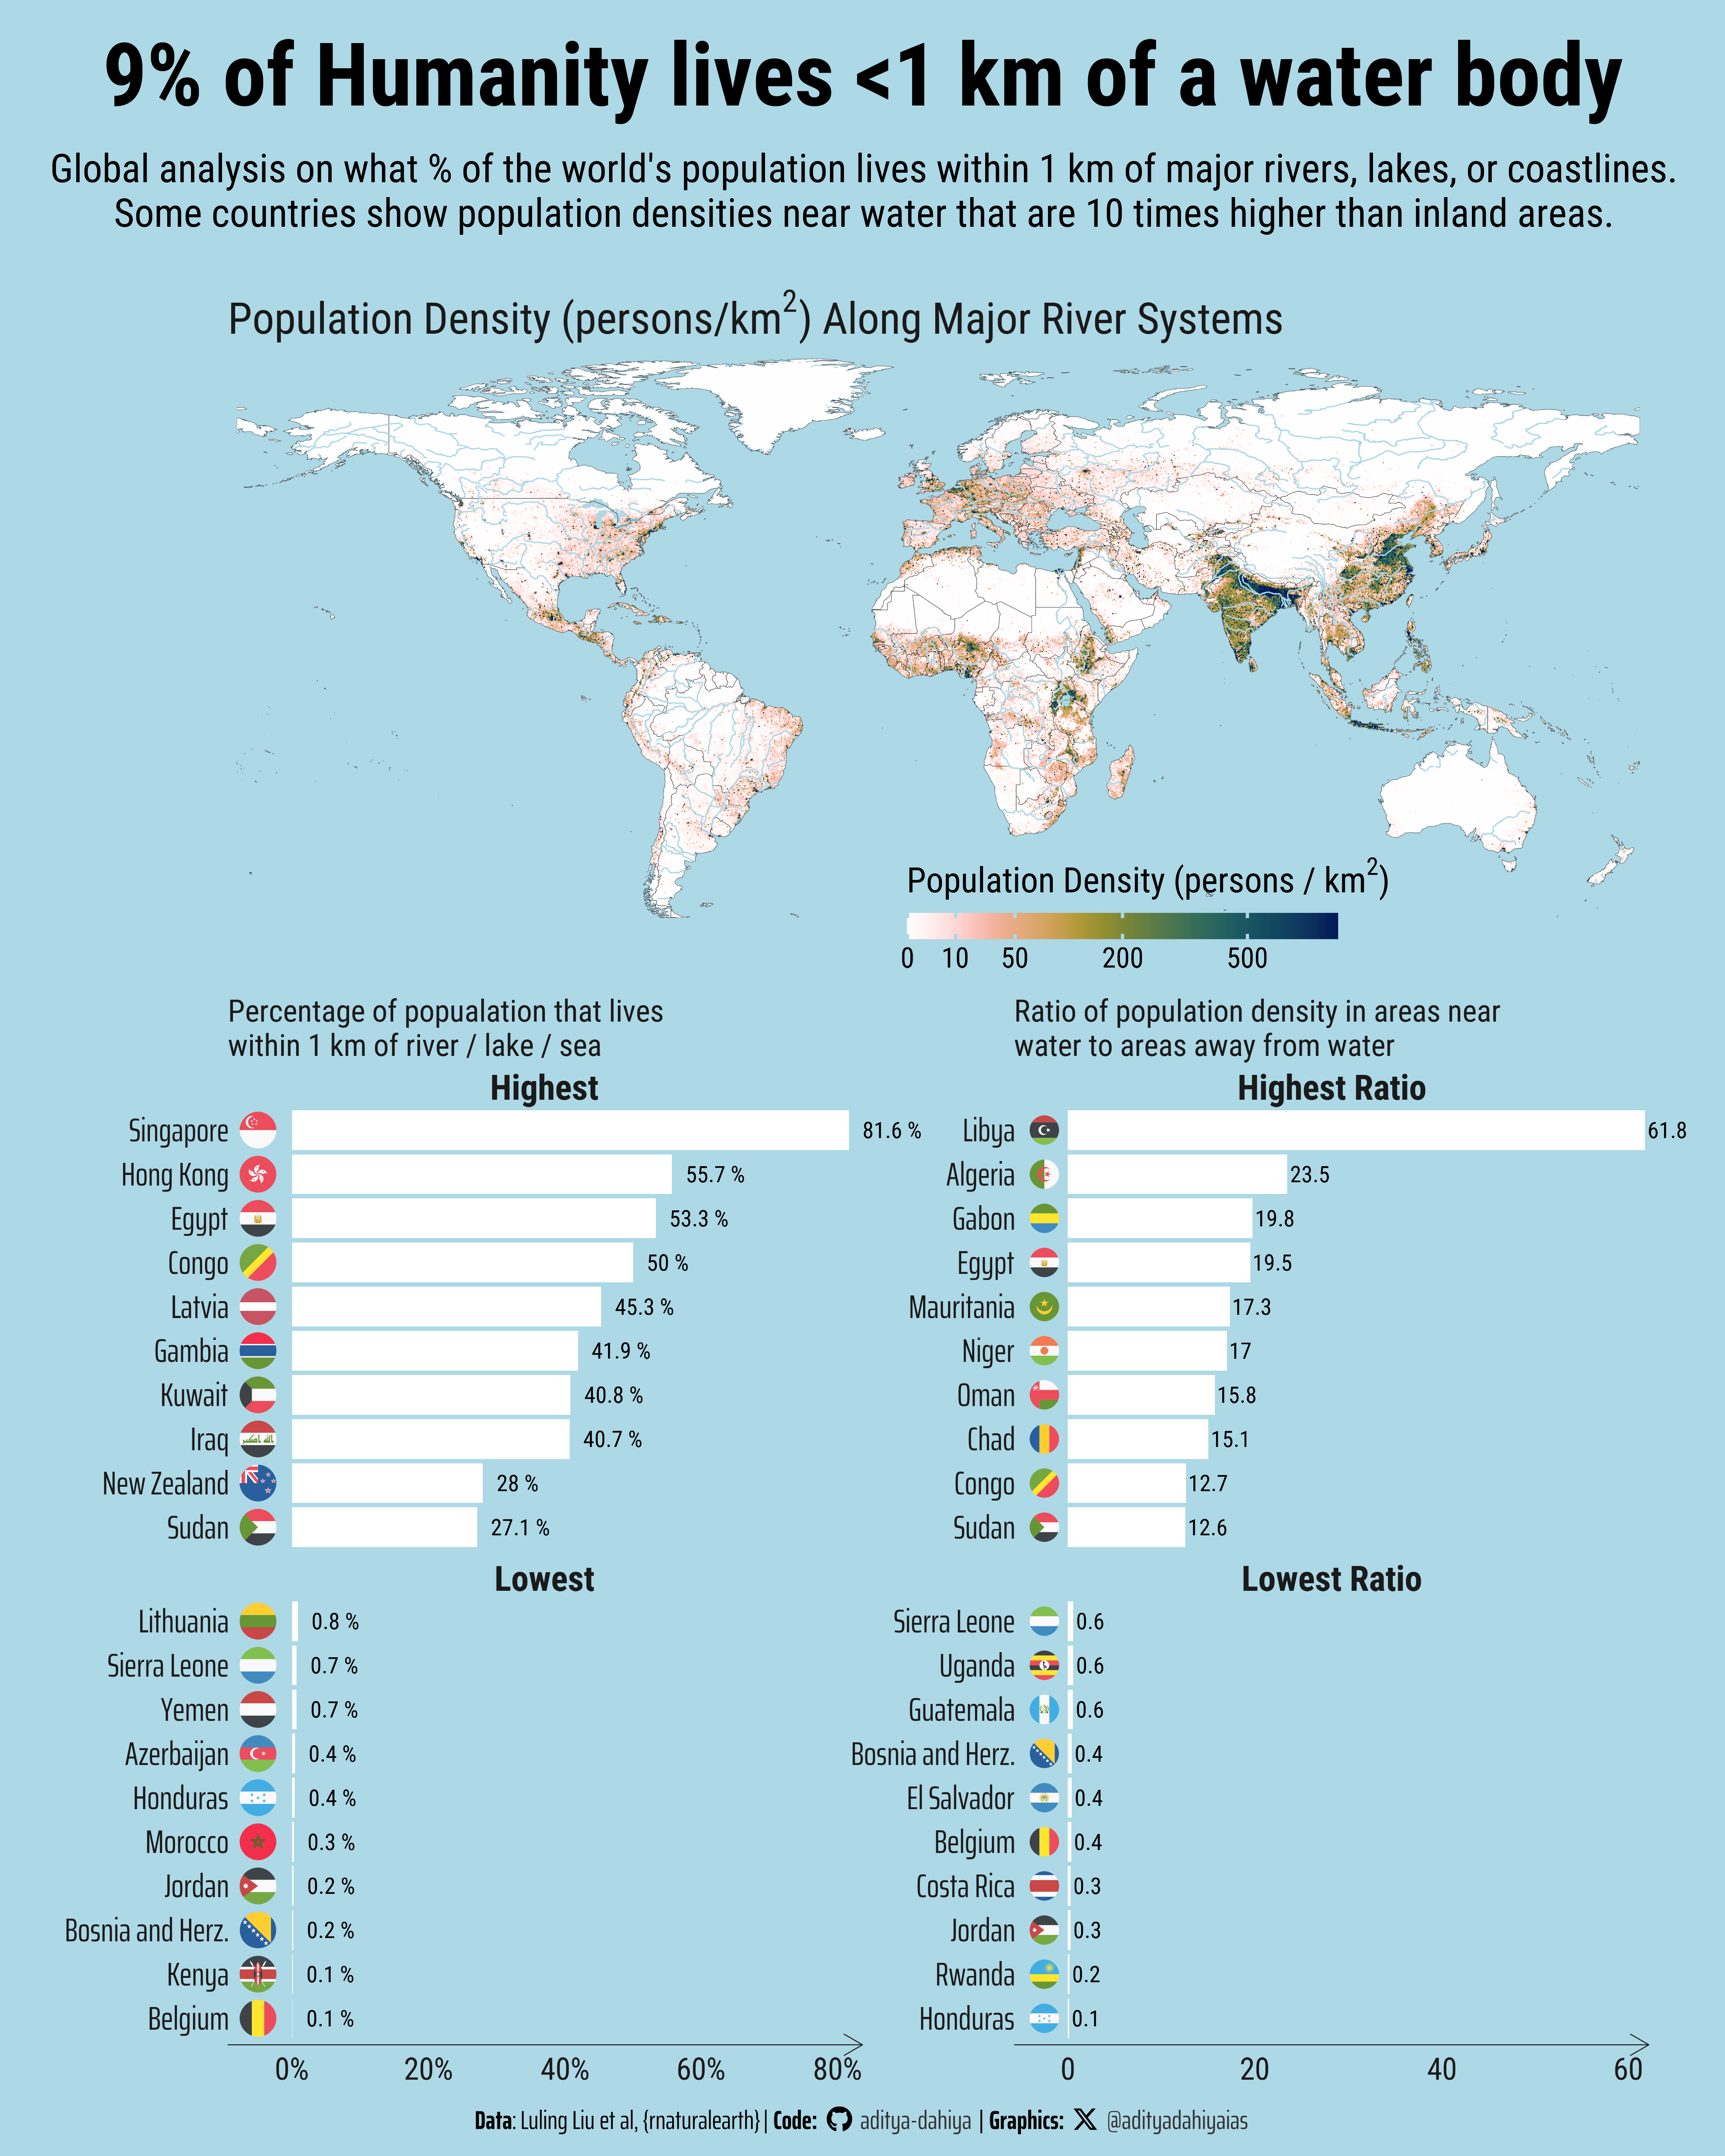 9% of Humanity lives <1 km of a water body
Global analysis on what % of the world's population lives within 1 km of major rivers, lakes, or coastlines.
Some countries show population densities near water that are 10 times higher than inland areas.
Population Density (persons/km²) Along Major River Systems
Population Density (persons / km²)
0 10 50 200 500
Percentage of popualation that lives
within 1 km of river / lake / sea
Highest
Singapore 81.6 %
Hong Kong 55.7 %
Egypt 53.3 %
Congo 50 %
Latvia 45.3 %
Gambia 41.9 %
Kuwait 40.8 %
Iraq 40.7 %
New Zealand 28 %
Sudan 27.1 %
Lowest
Lithuania 0.8 %
Sierra Leone 0.7 %
Yemen 0.7 %
Azerbaijan 0.4 %
Honduras 0.4 %
Morocco 0.3 %
Jordan 0.2 %
Bosnia and Herz. 0.2 %
Kenya 0.1 %
Belgium 0.1 %
0% 20% 40% 60% 80%
Ratio of population density in areas near
water to areas away from water
Highest Ratio
Libya 61.8
Algeria 23.5
Gabon 19.8
Egypt 19.5
Mauritania 17.3
Niger 17
Oman 15.8
Chad 15.1
Congo 12.7
Sudan 12.6
Lowest Ratio
Sierra Leone 0.6
Uganda 0.6
Guatemala 0.6
Bosnia and Herz. 0.4
El Salvador 0.4
Belgium 0.4
Costa Rica 0.3
Jordan 0.3
Rwanda 0.2
Honduras 0.1
0 20 40 60
Data: Luling Liu et al, {rnaturalearth} | Code: aditya-dahiya | Graphics: @adityadahiyaias